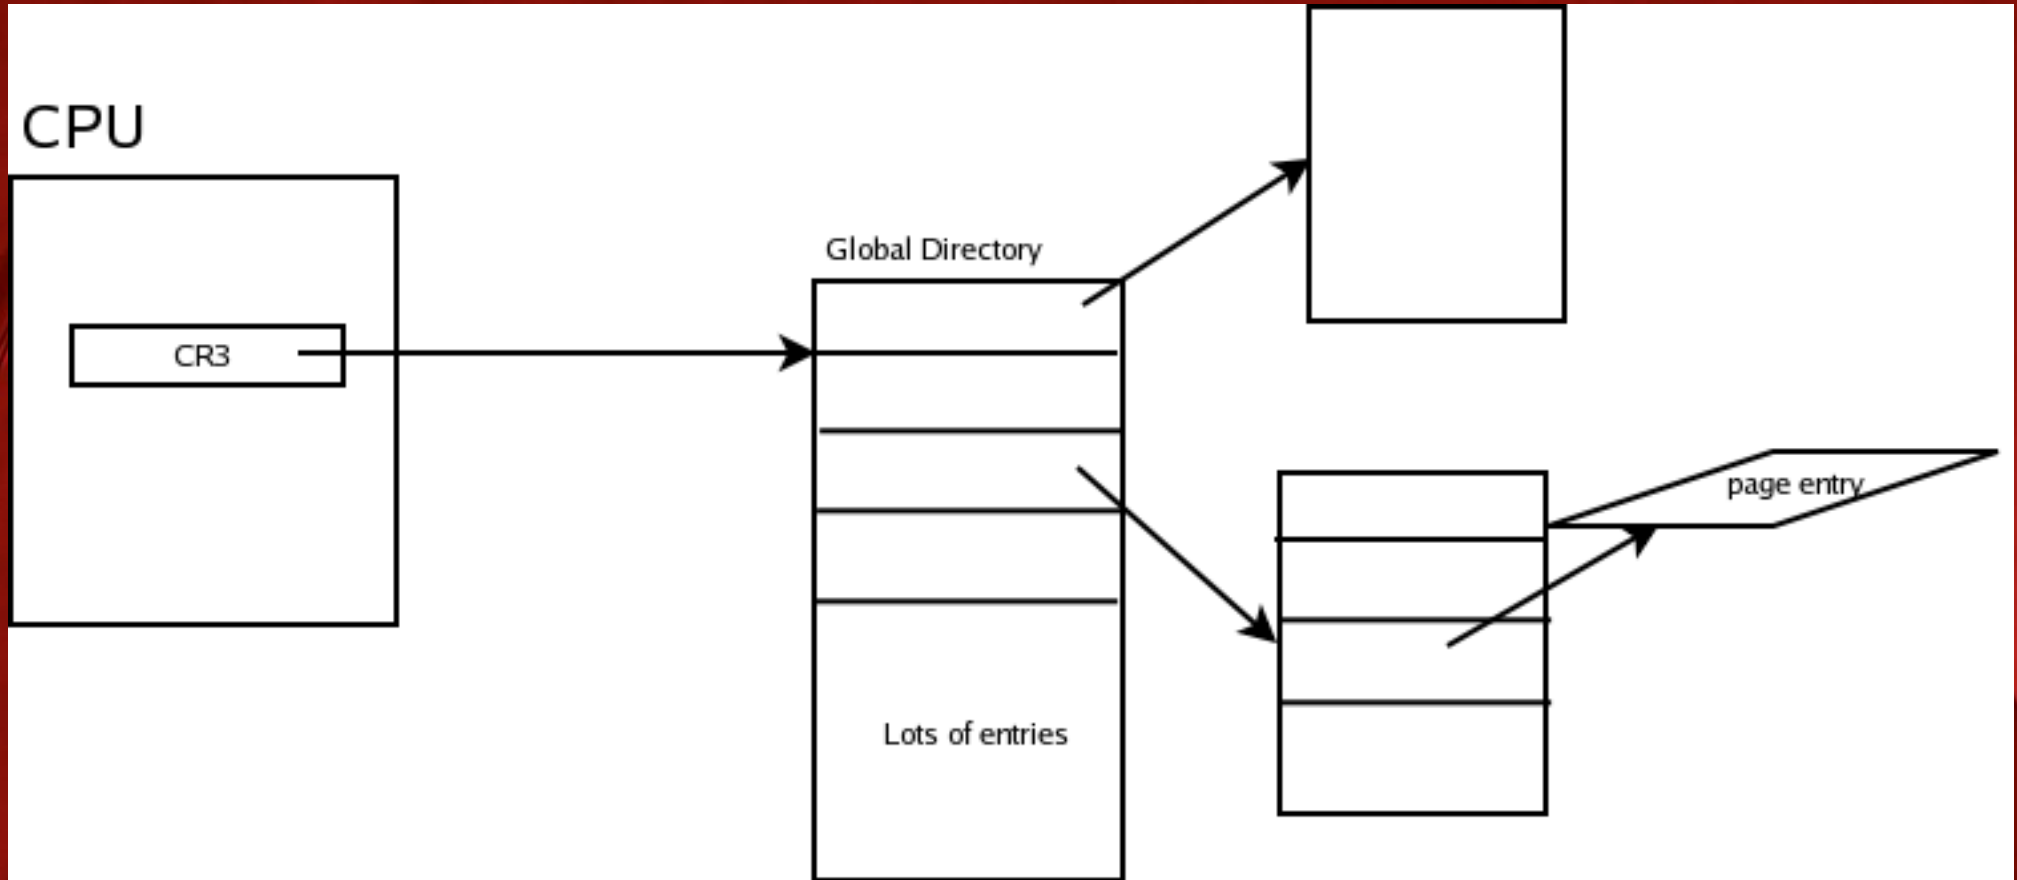 CPU
CR3
Global Directory
Lots of entries
page entry